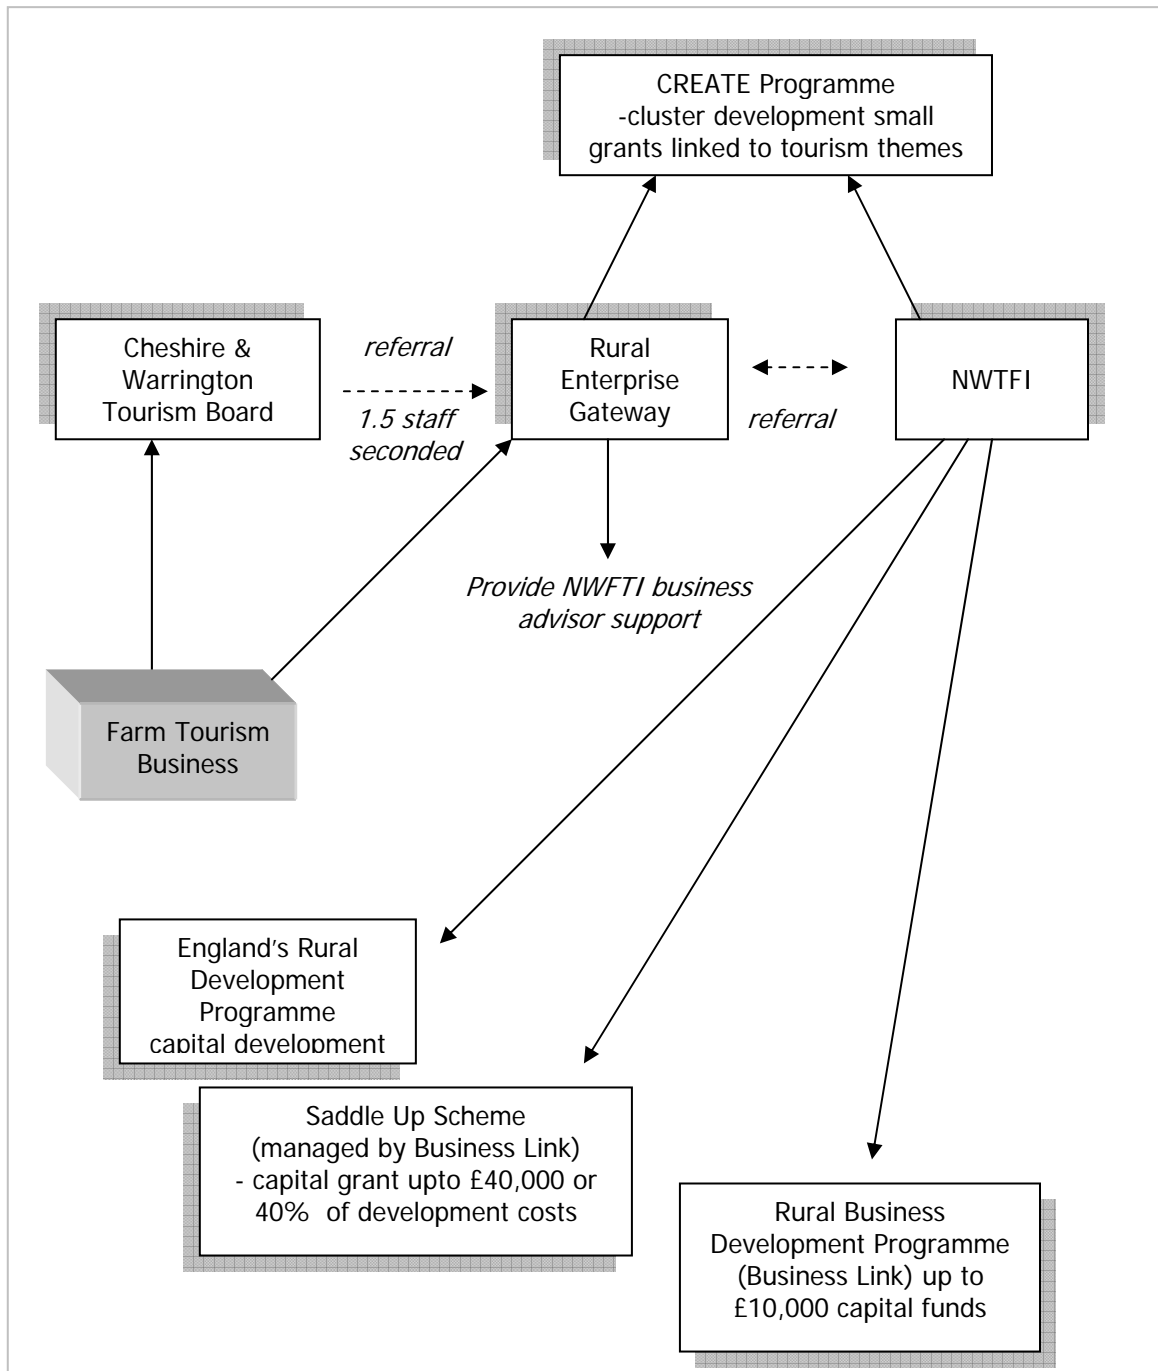 CREATE Programme
-cluster development small
grants linked to tourism themes
Cheshire &
Warrington
Tourism Board
referral
1.5 staff
seconded
Rural
Enterprise
Gateway
referral
NWTFI
Provide NWFTI business
advisor support
Farm Tourism
Business
England's Rural
Development
Programme
capital development
Saddle Up Scheme
(managed by Business Link)
- capital grant upto £40,000 or
40% of development costs
Rural Business
Development Programme
(Business Link) up to
£10,000 capital funds